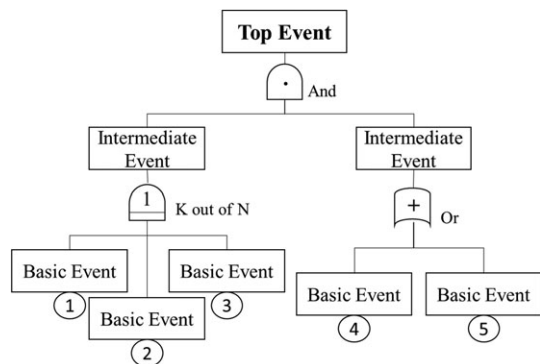 Top Event
·
And
Intermediate
Event
Intermediate
Event
1
K out of N
+
Or
Basic Event
1
Basic Event
2
Basic Event
3
Basic Event
4
Basic Event
5